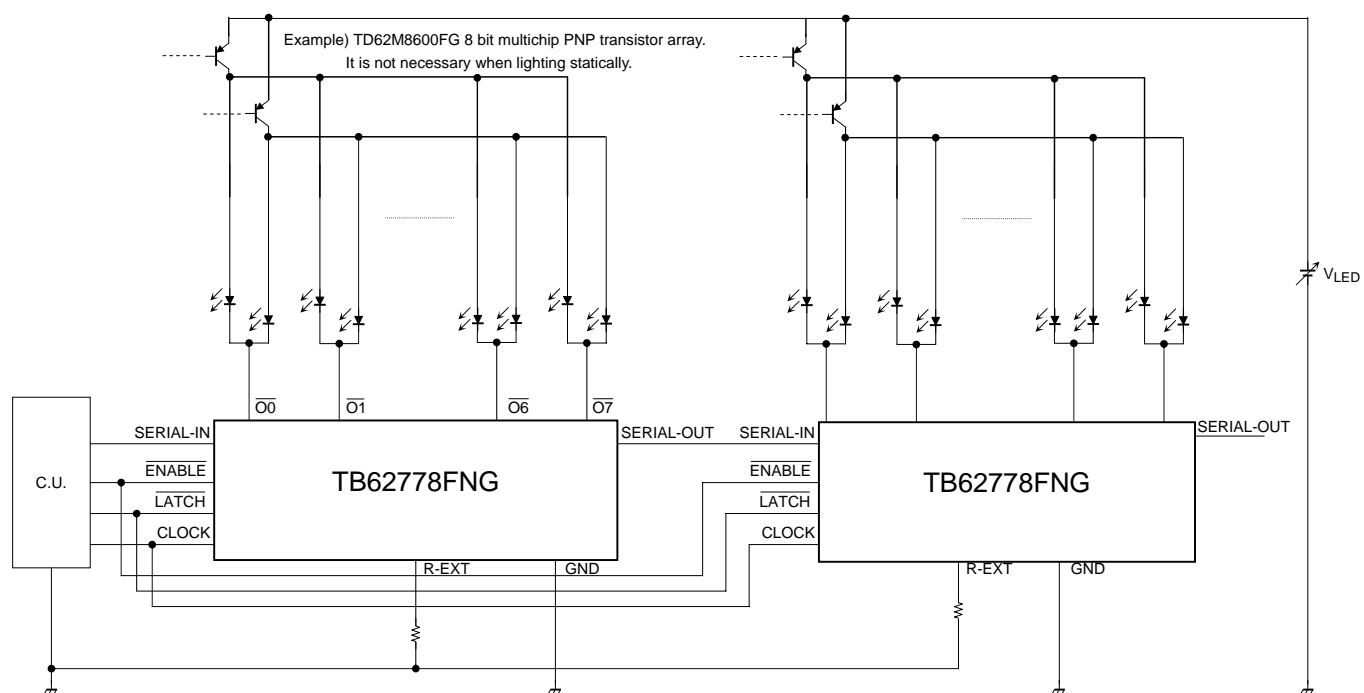 Example) TD62M8600FG 8 bit multichip PNP transistor array.
It is not necessary when lighting statically.
VLED
O0
O1
O6
O7
C.U.
SERIAL-IN
ENABLE
LATCH
CLOCK
TB62778FNG
R-EXT
GND
SERIAL-OUT
SERIAL-IN
ENABLE
LATCH
CLOCK
TB62778FNG
R-EXT
GND
SERIAL-OUT